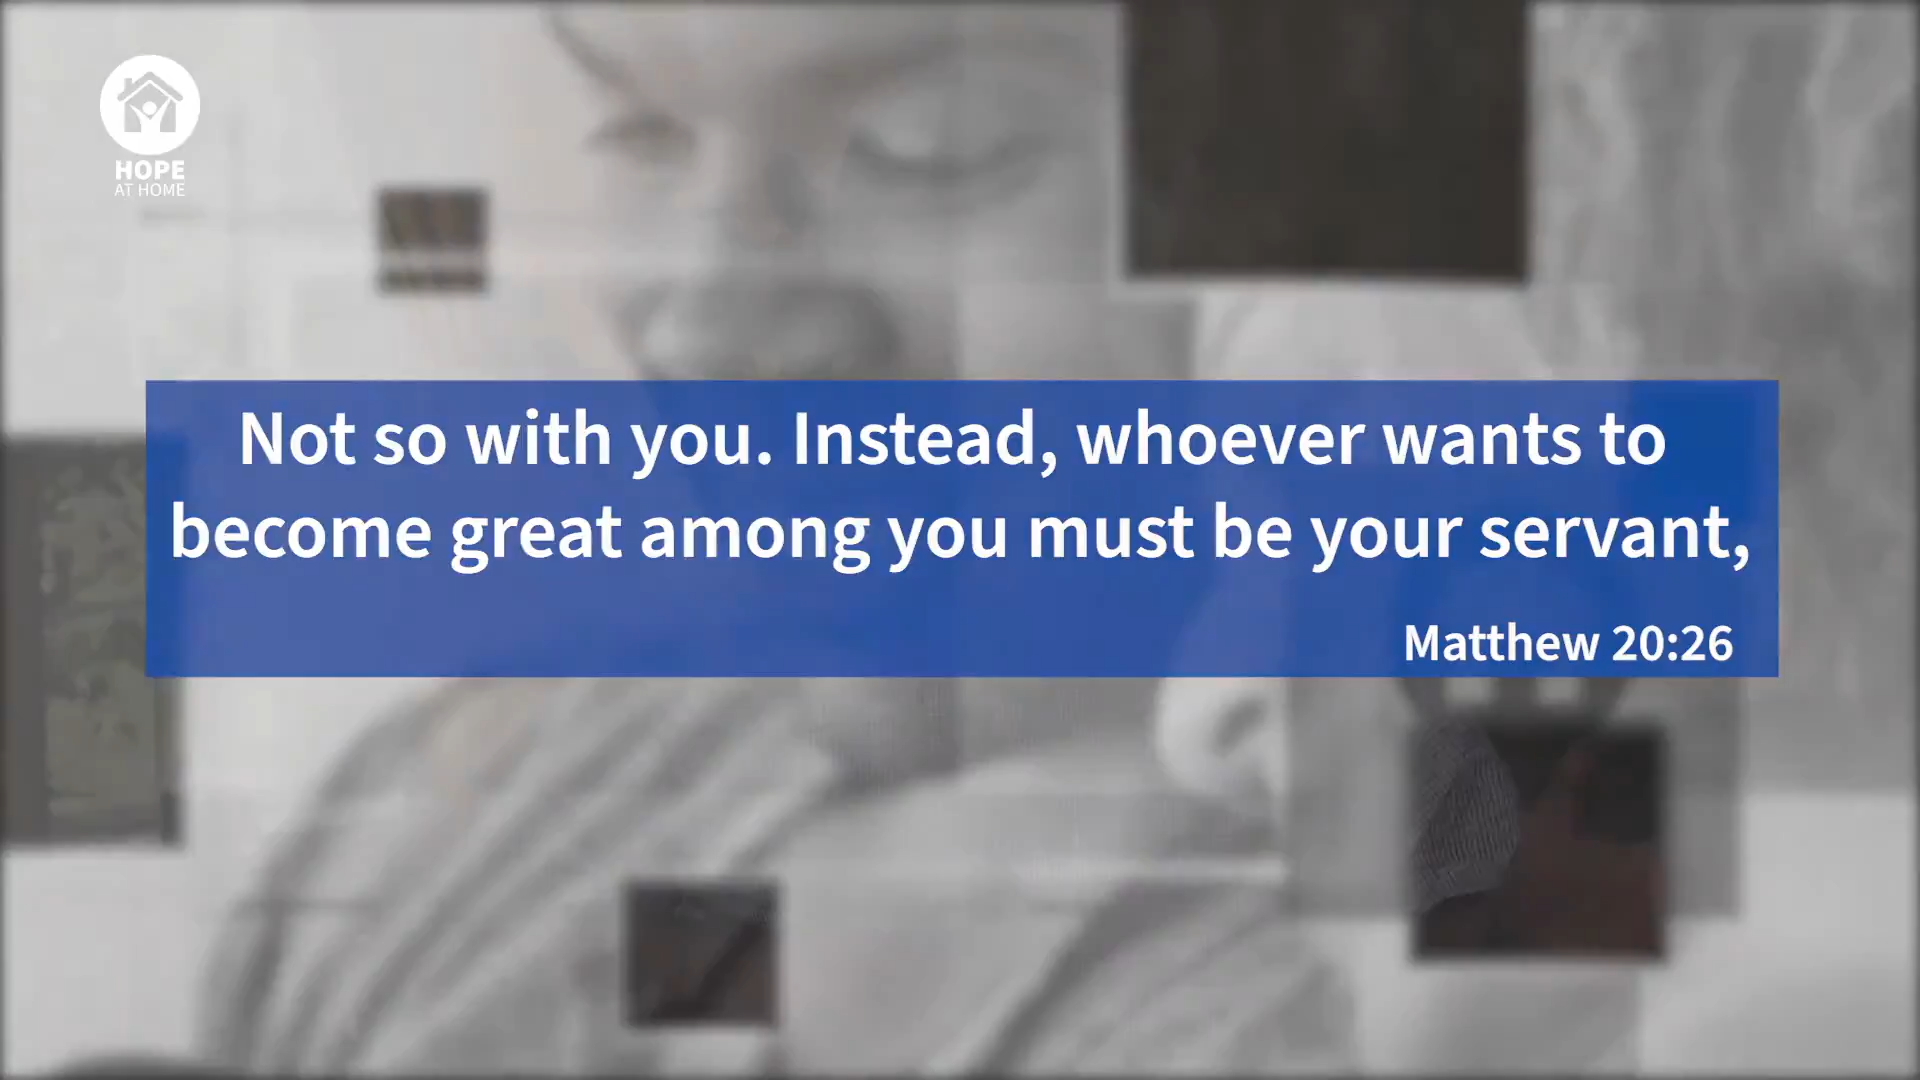 HOPE
AT HOME
Not so with you. Instead, whoever wants to
become great among you must be your servant,
Matthew 20:26